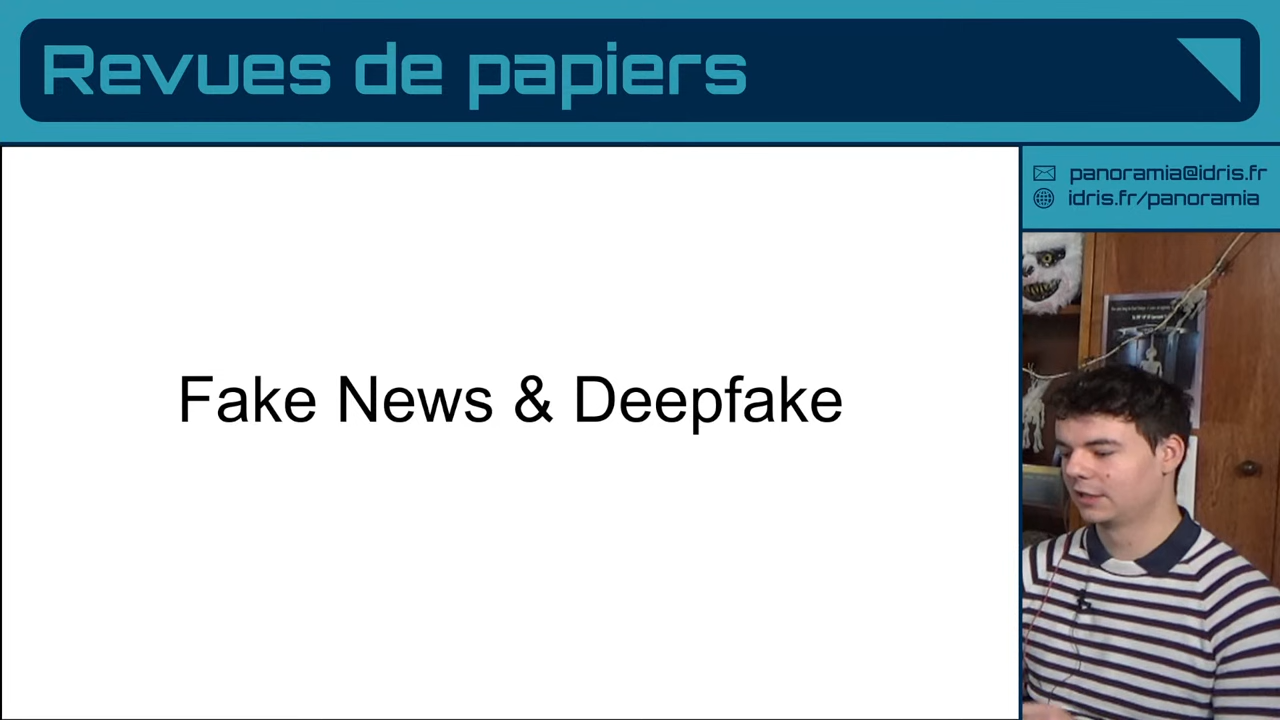 Revues de papiers
panoramia@idris.fr
idris.fr/panoramia
Fake News & Deepfake